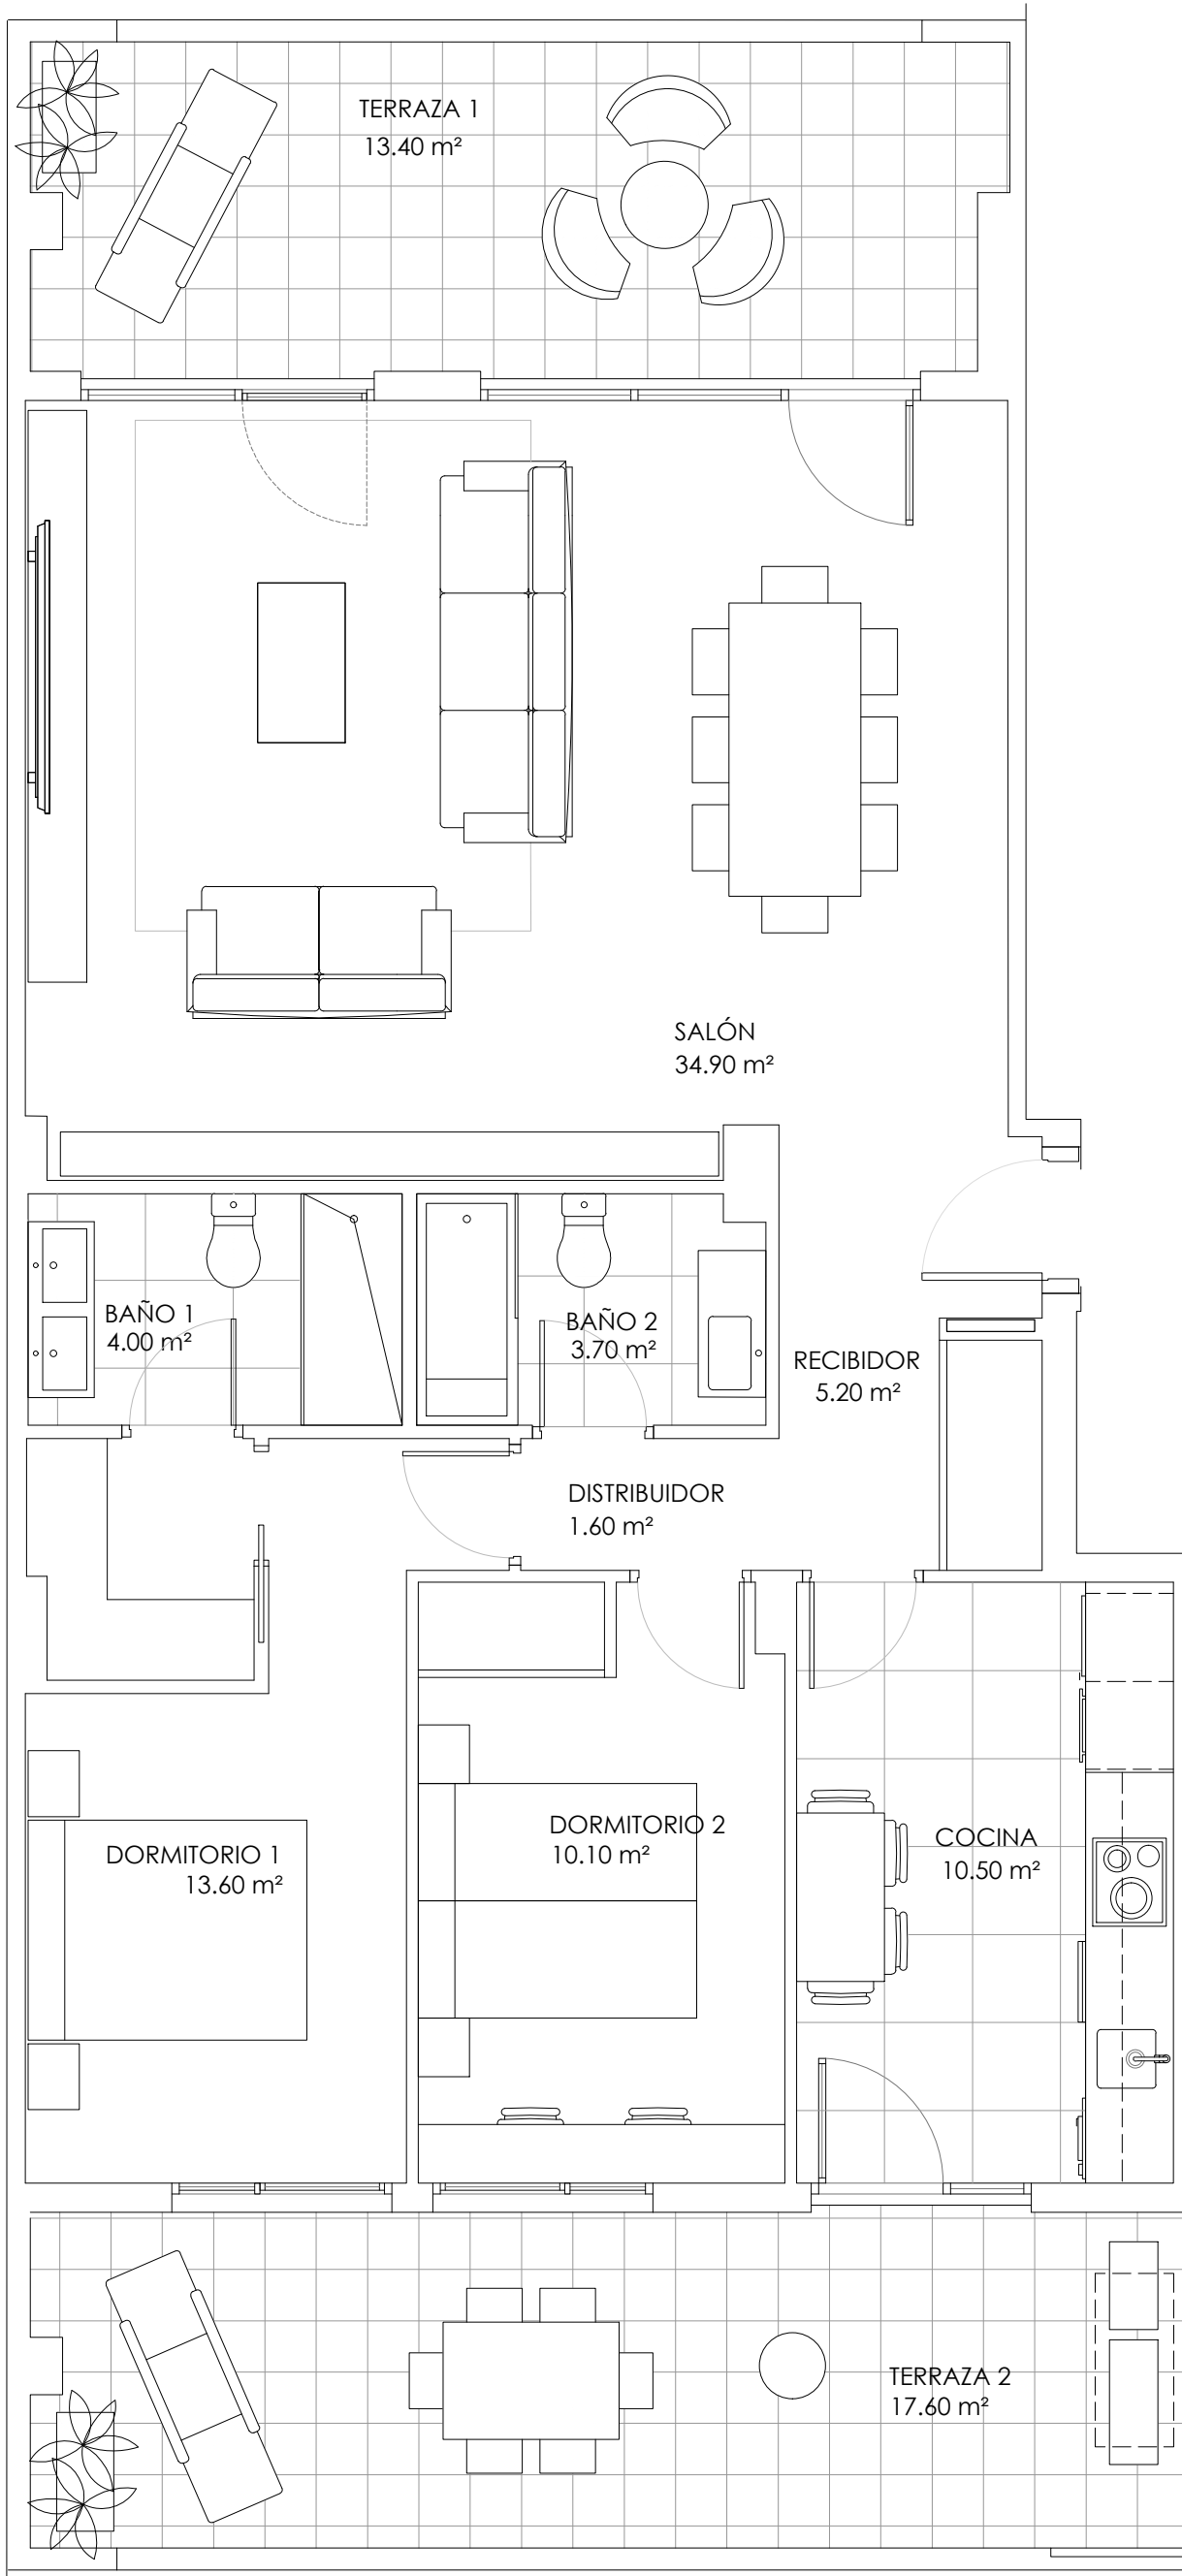 TERRAZA 1
13.40 m²
SALÓN
34.90 m²
BAÑO 1
4.00 m²
BAÑO 2
3.70 m²
RECIBIDOR
5.20 m²
DISTRIBUIDOR
1.60 m²
DORMITORIO 1
13.60 m²
DORMITORIO 2
10.10 m²
COCINA
10.50 m²
TERRAZA 2
17.60 m²